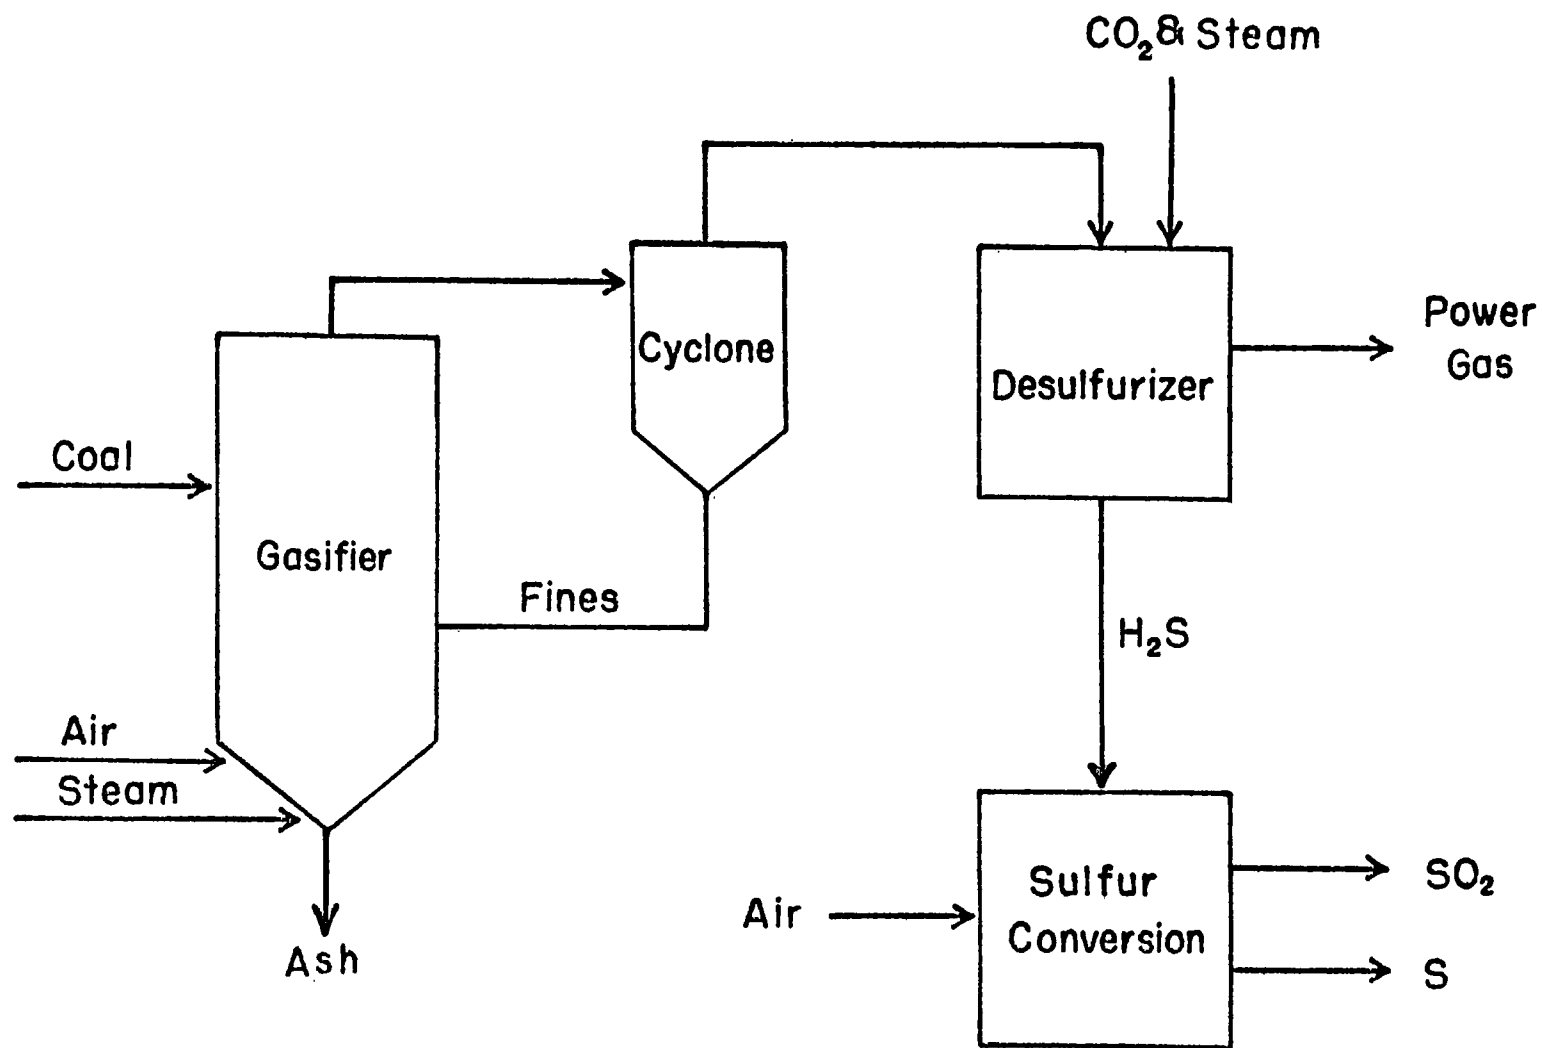 CO₂ & Steam
Cyclone
Power
Gas
Desulfurizer
Coal
Gasifier
Fines
H₂S
Air
Steam
Sulfur
Conversion
SO₂
Air
S
Ash